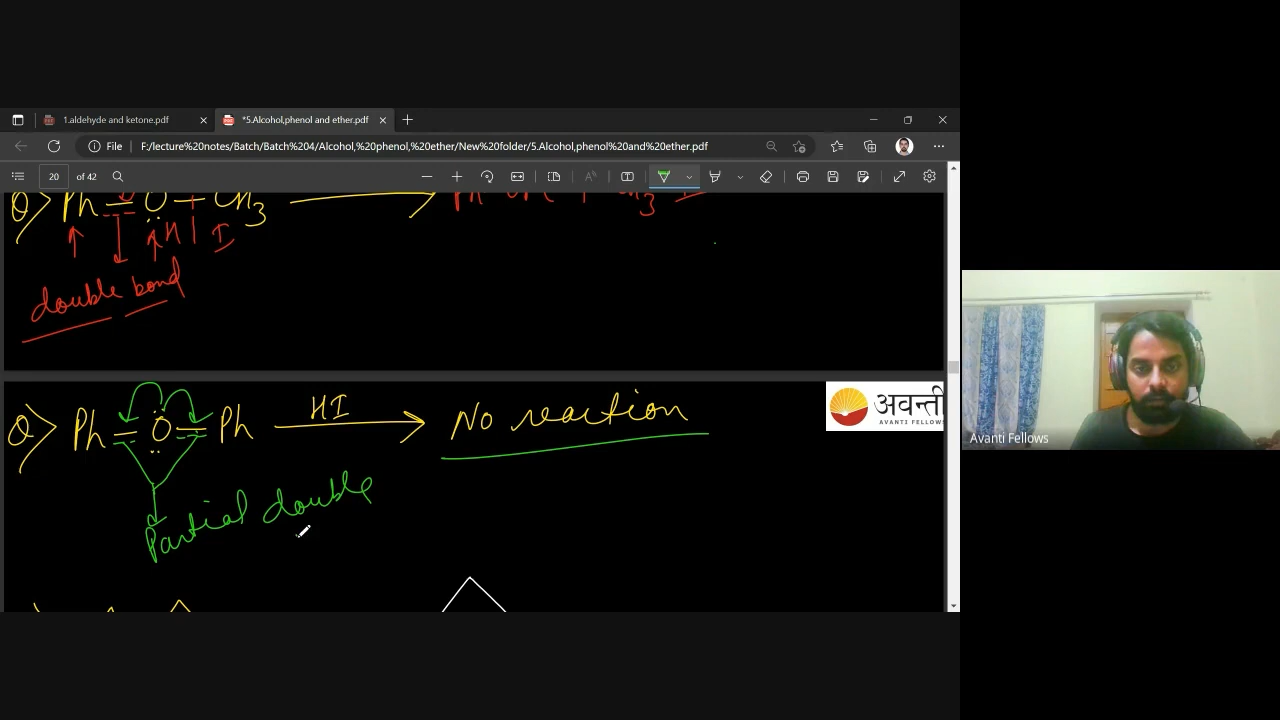 1.aldehyde and ketone.pdf
*5.Alcohol,phenol and ether.pdf
File
F:/lecture%20notes/Batch/Batch%204/Alcohol,%20phenol,%20ether/New%20folder/5.Alcohol,phenol%20and%20ether.pdf
20 of 42
Q> Ph = O - CH3
H I
double bond
अवन्ती
AVANTI FELLOWS
Q> Ph = O = Ph HI No reaction
Partial double
Avanti Fellows